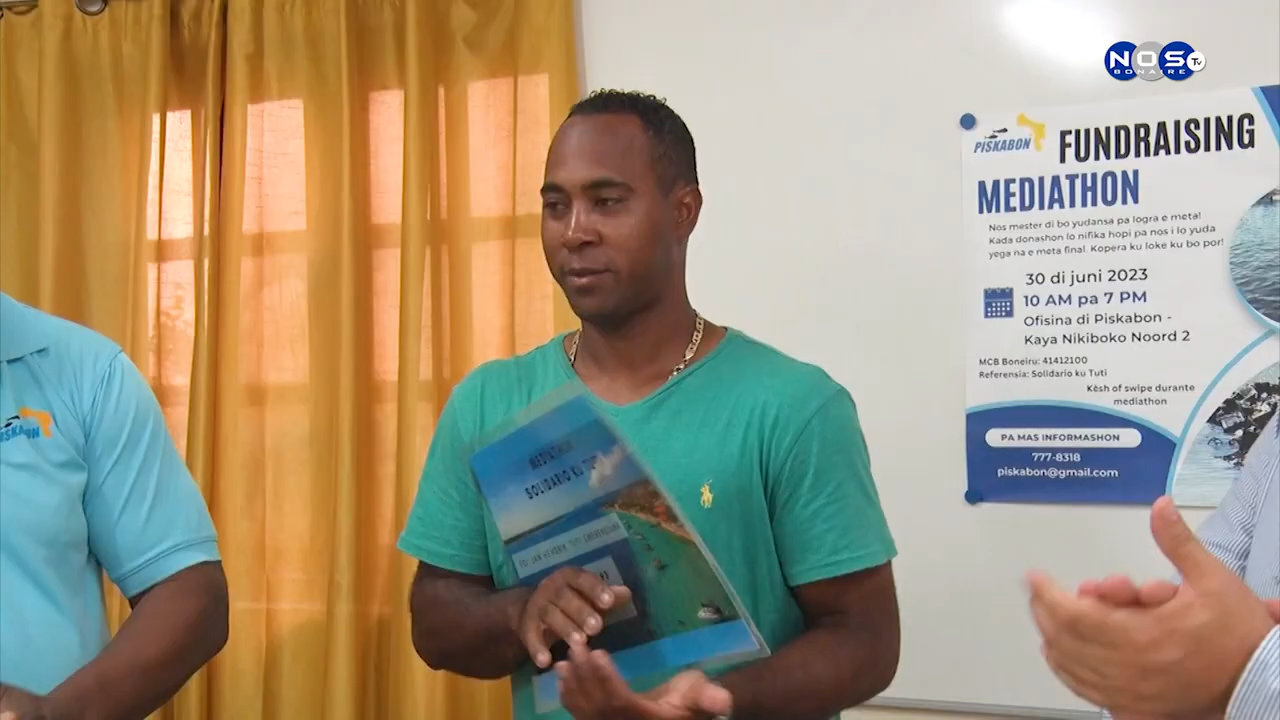 NOS TV
BONAIRE
PISKABON
FUNDRAISING
MEDIATHON
Nos mester di bo yudansa pa logra e meta!
Kada donashon lo nifika hopi pa nos i lo yuda
yega na e meta final. Kopera ku loke ku bo por!
30 di juni 2023
10 AM pa 7 PM
Ofisina di Piskabon -
Kaya Nikiboko Noord 2
MCB Boneiru: 41412100
Referensia: Solidario ku Tuti
Kèsh of swipe durante
mediathon
PA MAS INFORMASHON
777-8318
piskabon@gmail.com
MEDIATHON
SOLIDARIO KU TUTI